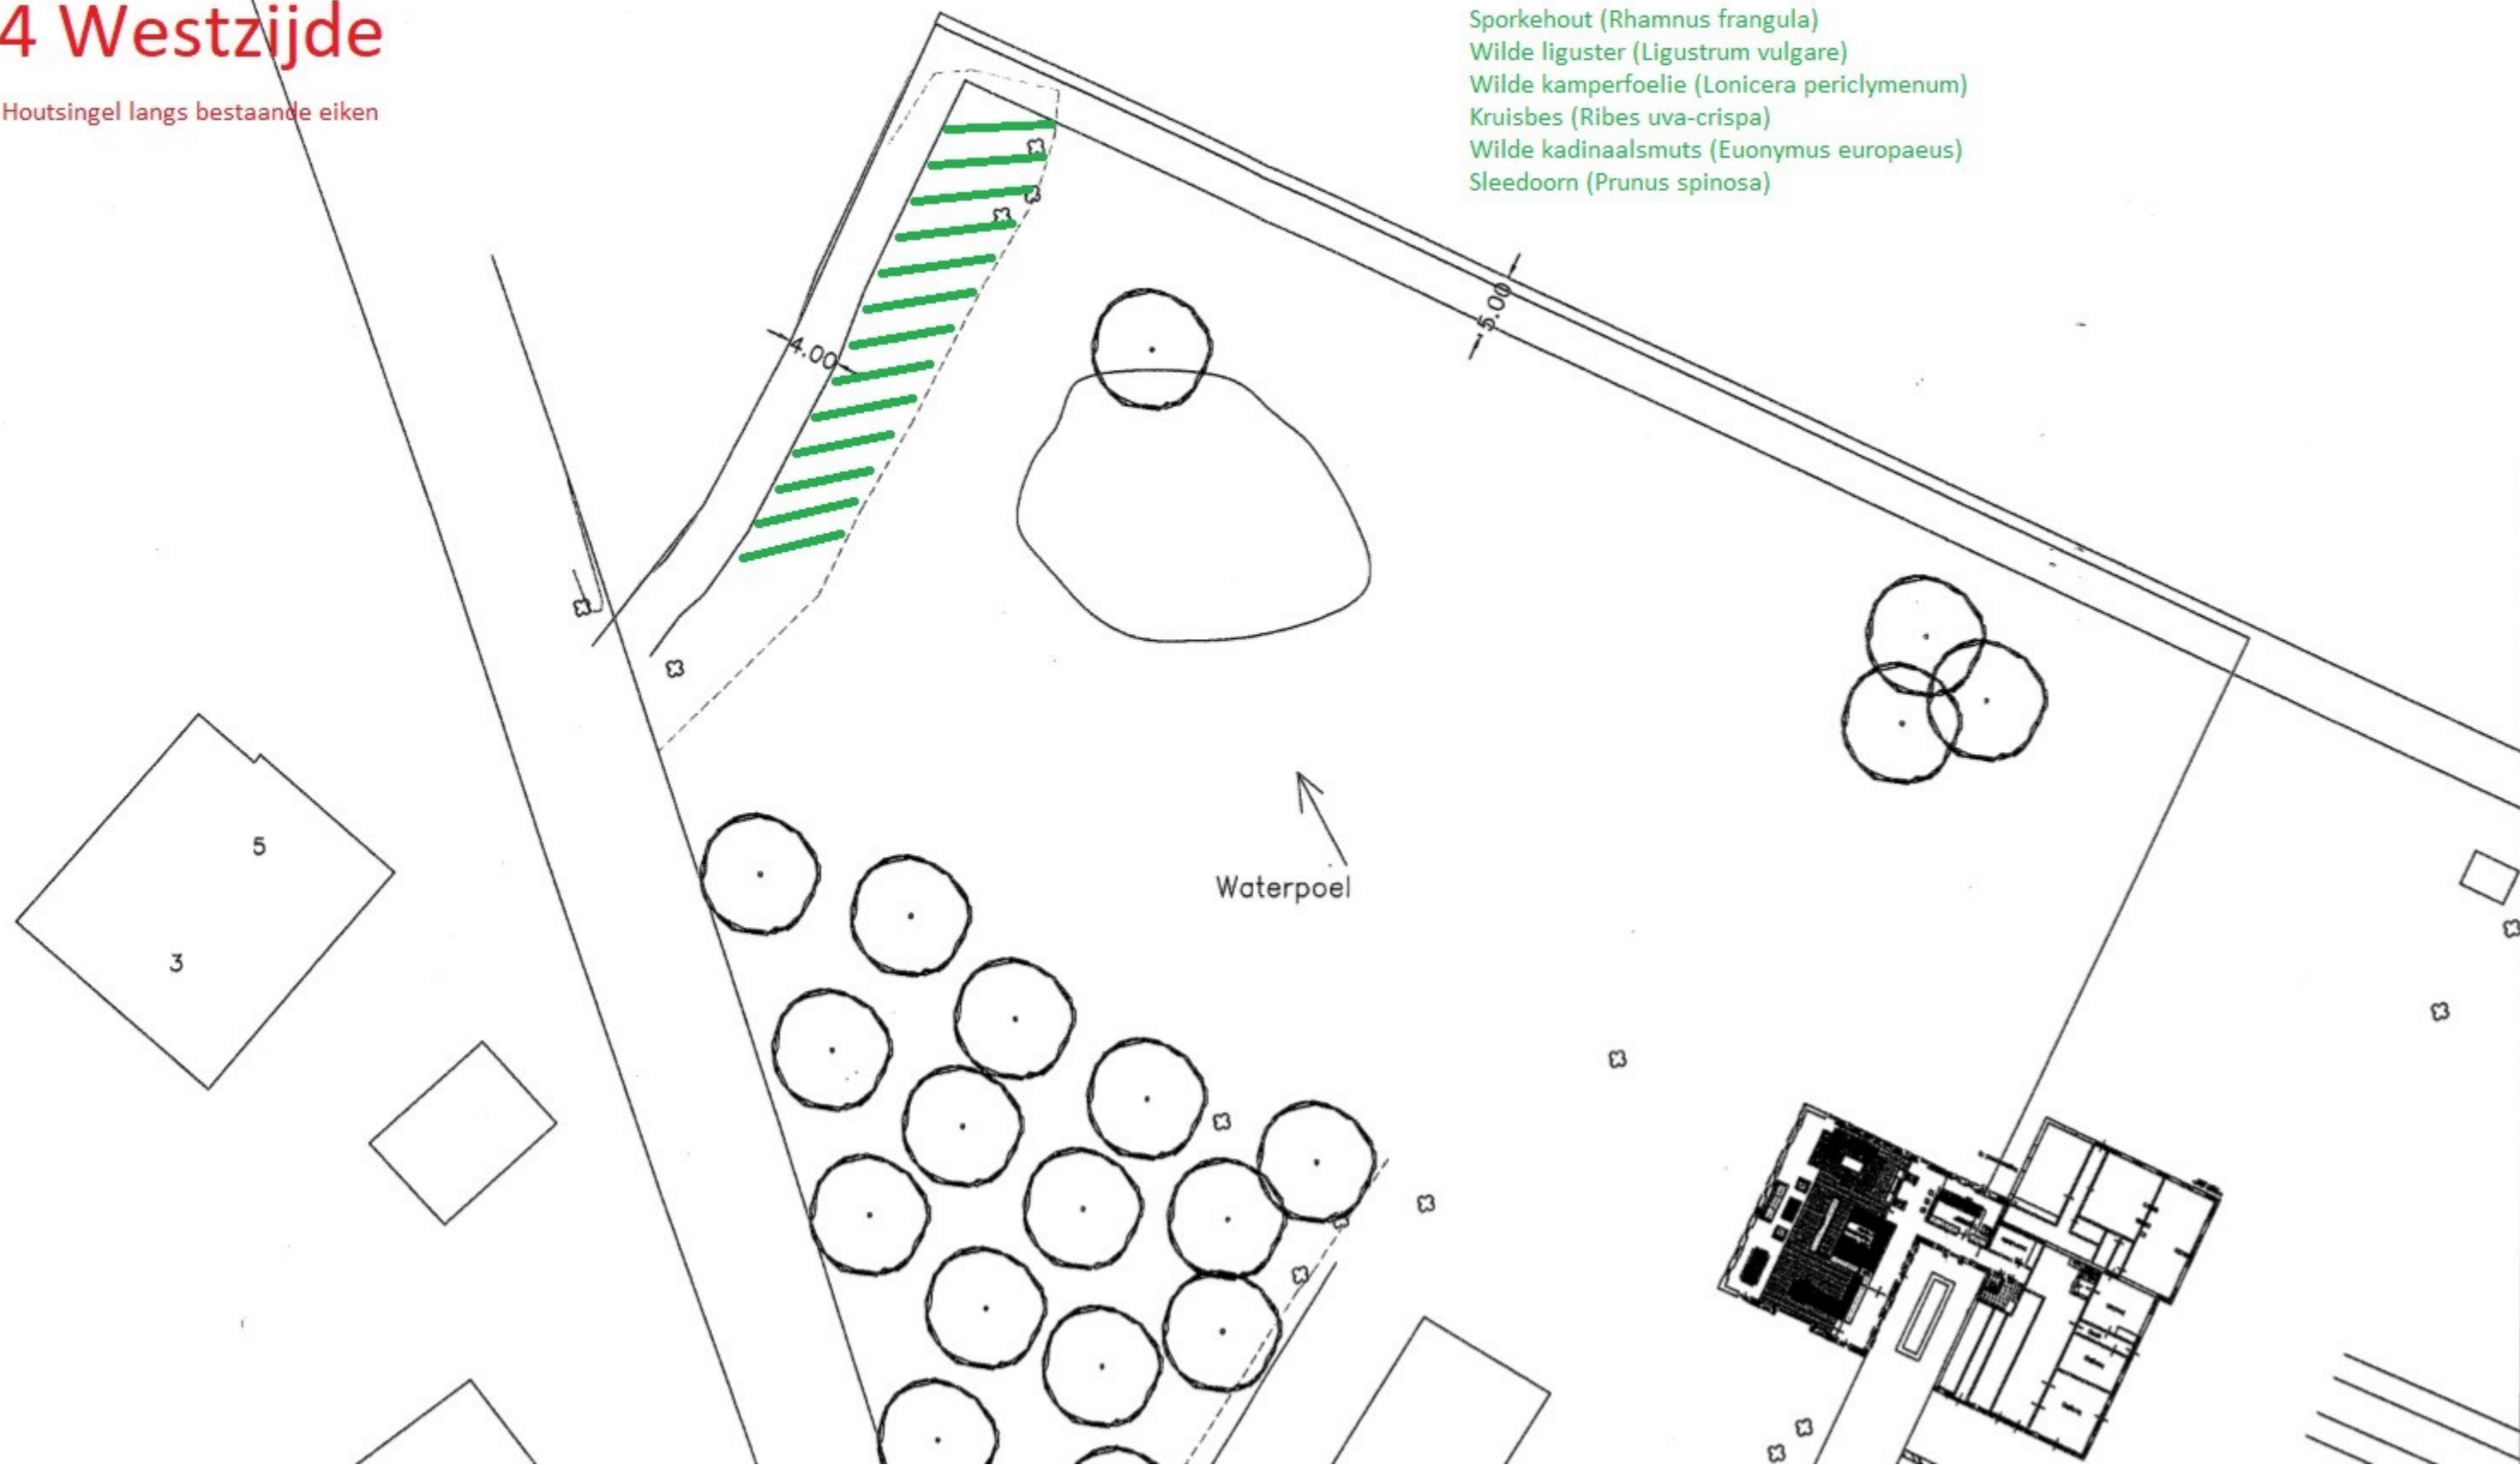 4 Westzijde
Houtsingel langs bestaande eiken
Sporkehout (Rhamnus frangula)
Wilde liguster (Ligustrum vulgare)
Wilde kamperfoelie (Lonicera periclymenum)
Kruisbes (Ribes uva-crispa)
Wilde kadinaalsmuts (Euonymus europaeus)
Sleedoorn (Prunus spinosa)
5.00
4.00
5
Waterpoel
3